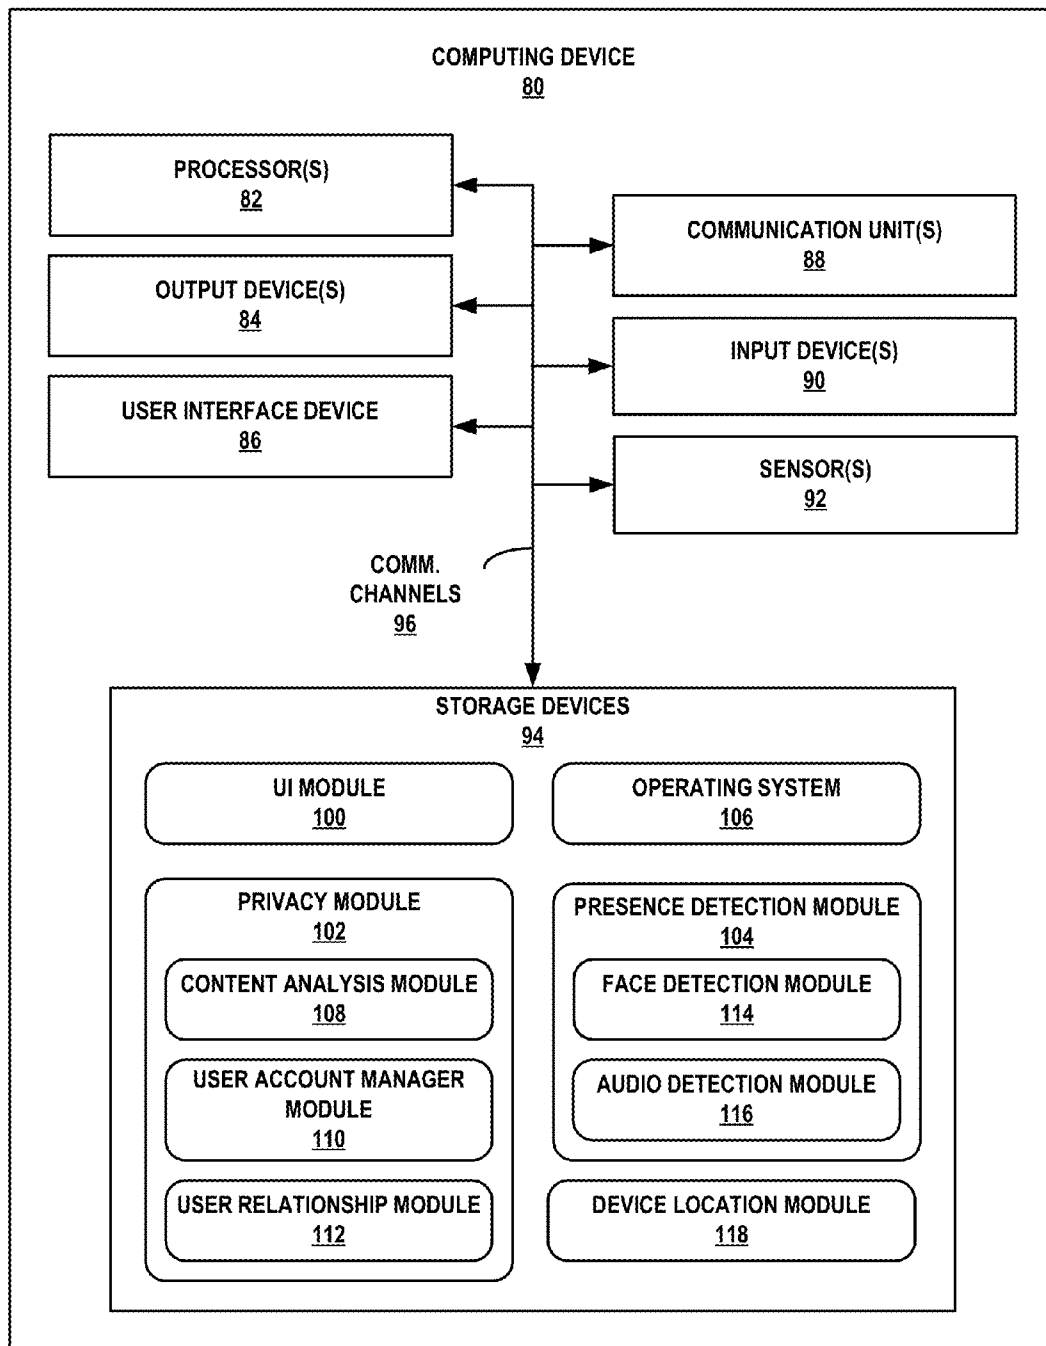 COMPUTING DEVICE
80
PROCESSOR(S)
82
OUTPUT DEVICE(S)
84
USER INTERFACE DEVICE
86
COMMUNICATION UNIT(S)
88
INPUT DEVICE(S)
90
SENSOR(S)
92
COMM.
CHANNELS
96
STORAGE DEVICES
94
UI MODULE
100
OPERATING SYSTEM
106
PRIVACY MODULE
102
CONTENT ANALYSIS MODULE
108
USER ACCOUNT MANAGER
MODULE
110
USER RELATIONSHIP MODULE
112
PRESENCE DETECTION MODULE
104
FACE DETECTION MODULE
114
AUDIO DETECTION MODULE
116
DEVICE LOCATION MODULE
118